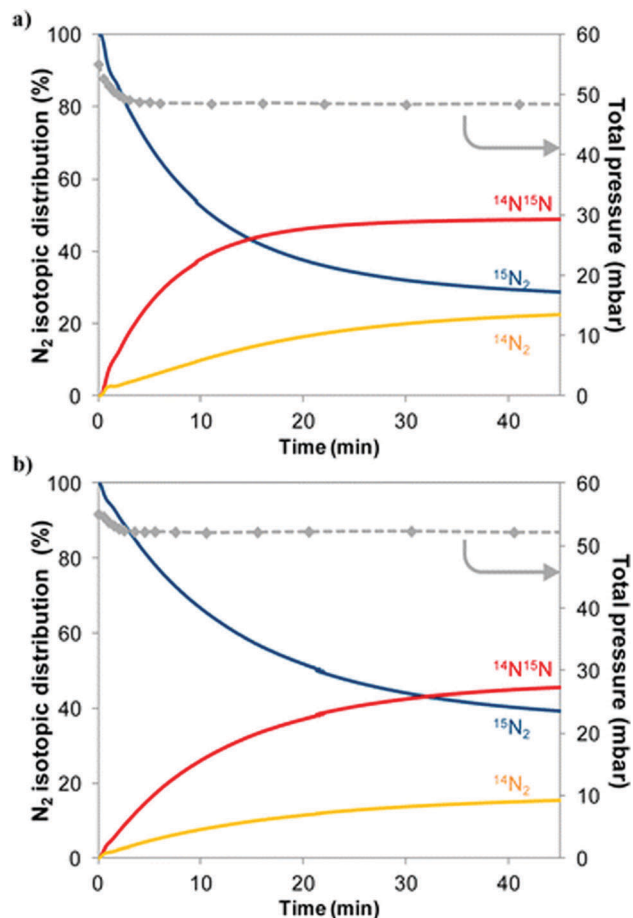 a)
N₂ isotopic distribution (%)
100
80
60
40
20
0
¹⁴N¹⁵N
¹⁵N₂
¹⁴N₂
60
50
40
30
20
10
0
Total pressure (mbar)
0 10 20 30 40
Time (min)
b)
N₂ isotopic distribution (%)
100
80
60
40
20
0
¹⁴N¹⁵N
¹⁵N₂
¹⁴N₂
60
50
40
30
20
10
0
Total pressure (mbar)
0 10 20 30 40
Time (min)